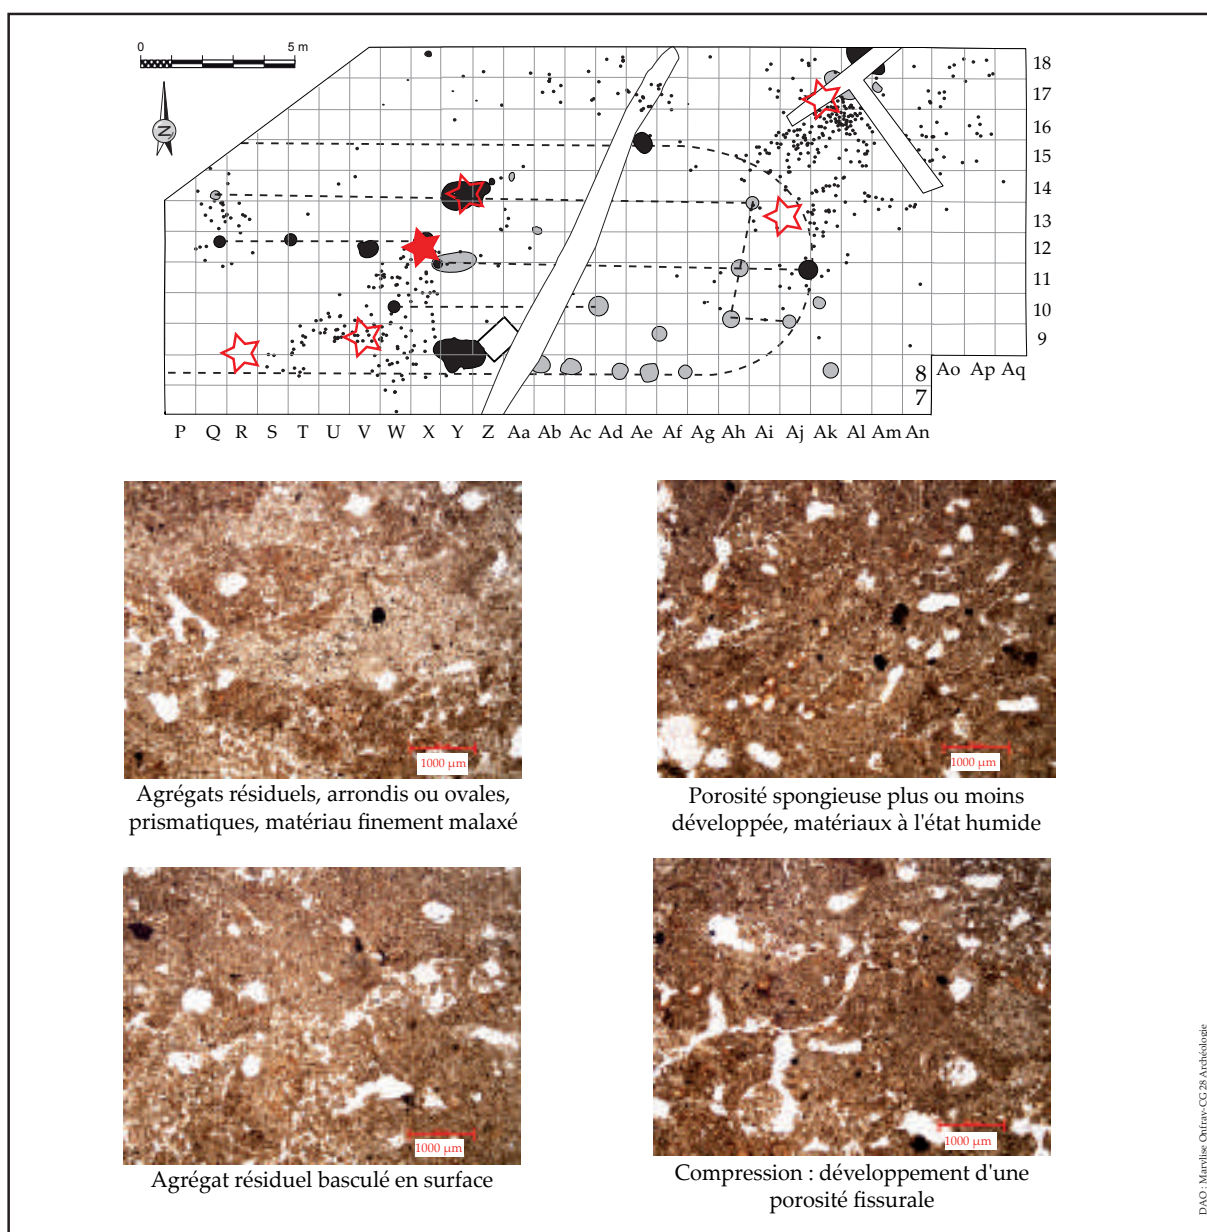 0 5 m
N
18
17
16
15
14
13
12
11
10
9
8 Ao Ap Aq
7
P Q R S T U V W X Y Z Aa Ab Ac Ad Ae Af Ag Ah Ai Aj Ak Al Am An
1000 µm
1000 µm
Agrégats résiduels, arrondis ou ovales,
prismatiques, matériau finement malaxé
Porosité spongieuse plus ou moins
développée, matériaux à l'état humide
1000 µm
1000 µm
Agrégat résiduel basculé en surface
Compression : développement d'une
porosité fissurale
DAO : Marylise Onfray-CG 28 Archéologie